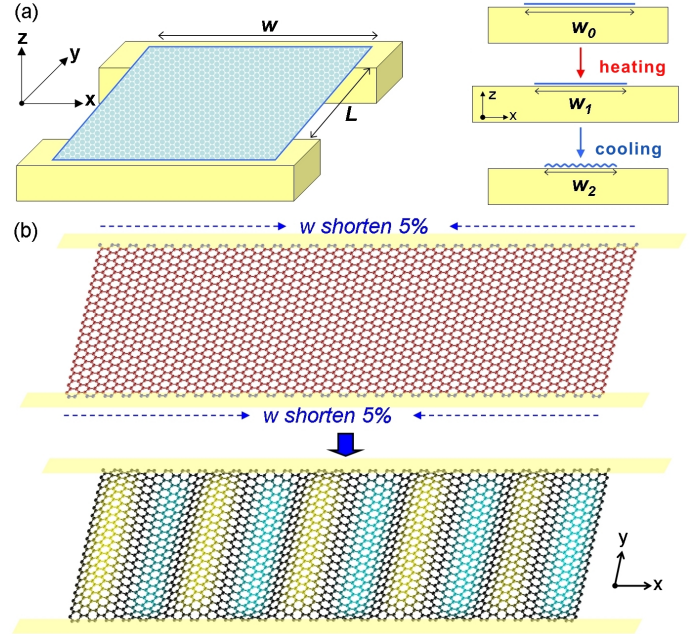 (a)
w
z
y
x
L
w0
heating
w1
z
x
cooling
w2
(b)
w shorten 5%
w shorten 5%
y
x